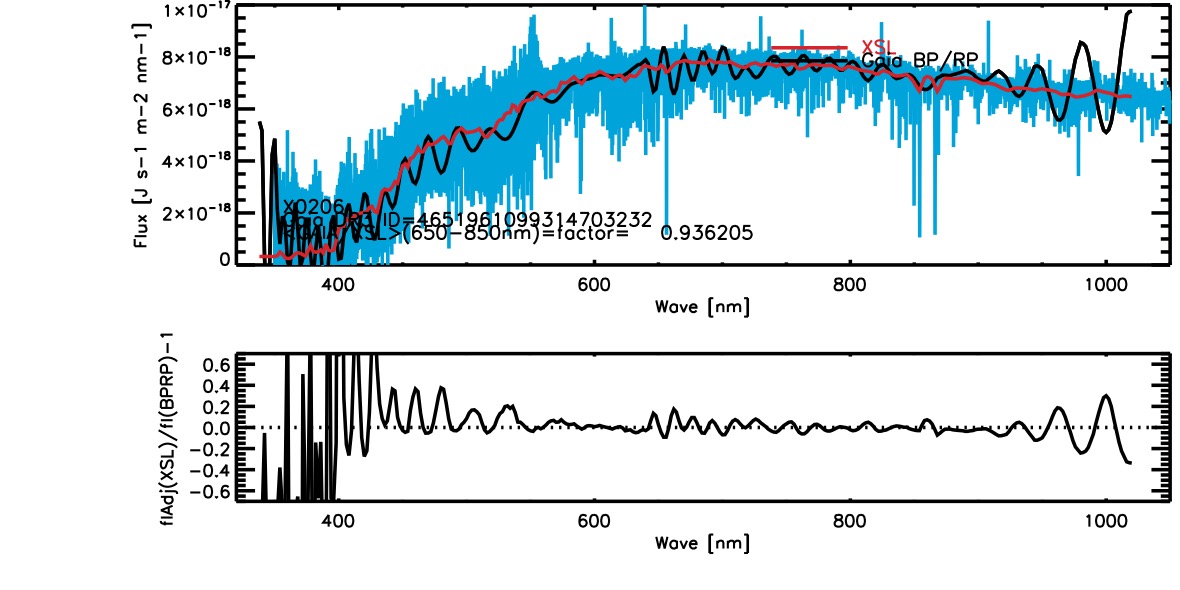 1×10⁻¹⁷
8×10⁻¹⁸
6×10⁻¹⁸
4×10⁻¹⁸
2×10⁻¹⁸
0
Flux [J s-1 m-2 nm-1]
XSL
Gaia BP/RP
X0206
ID=4651961099314703232
XSL>(650-850nm)=factor= 0.936205
400 600 800 1000
Wave [nm]
0.6
0.4
0.2
0.0
-0.2
-0.4
-0.6
flAdj(XSL)/fl(BPRP)-1
400 600 800 1000
Wave [nm]